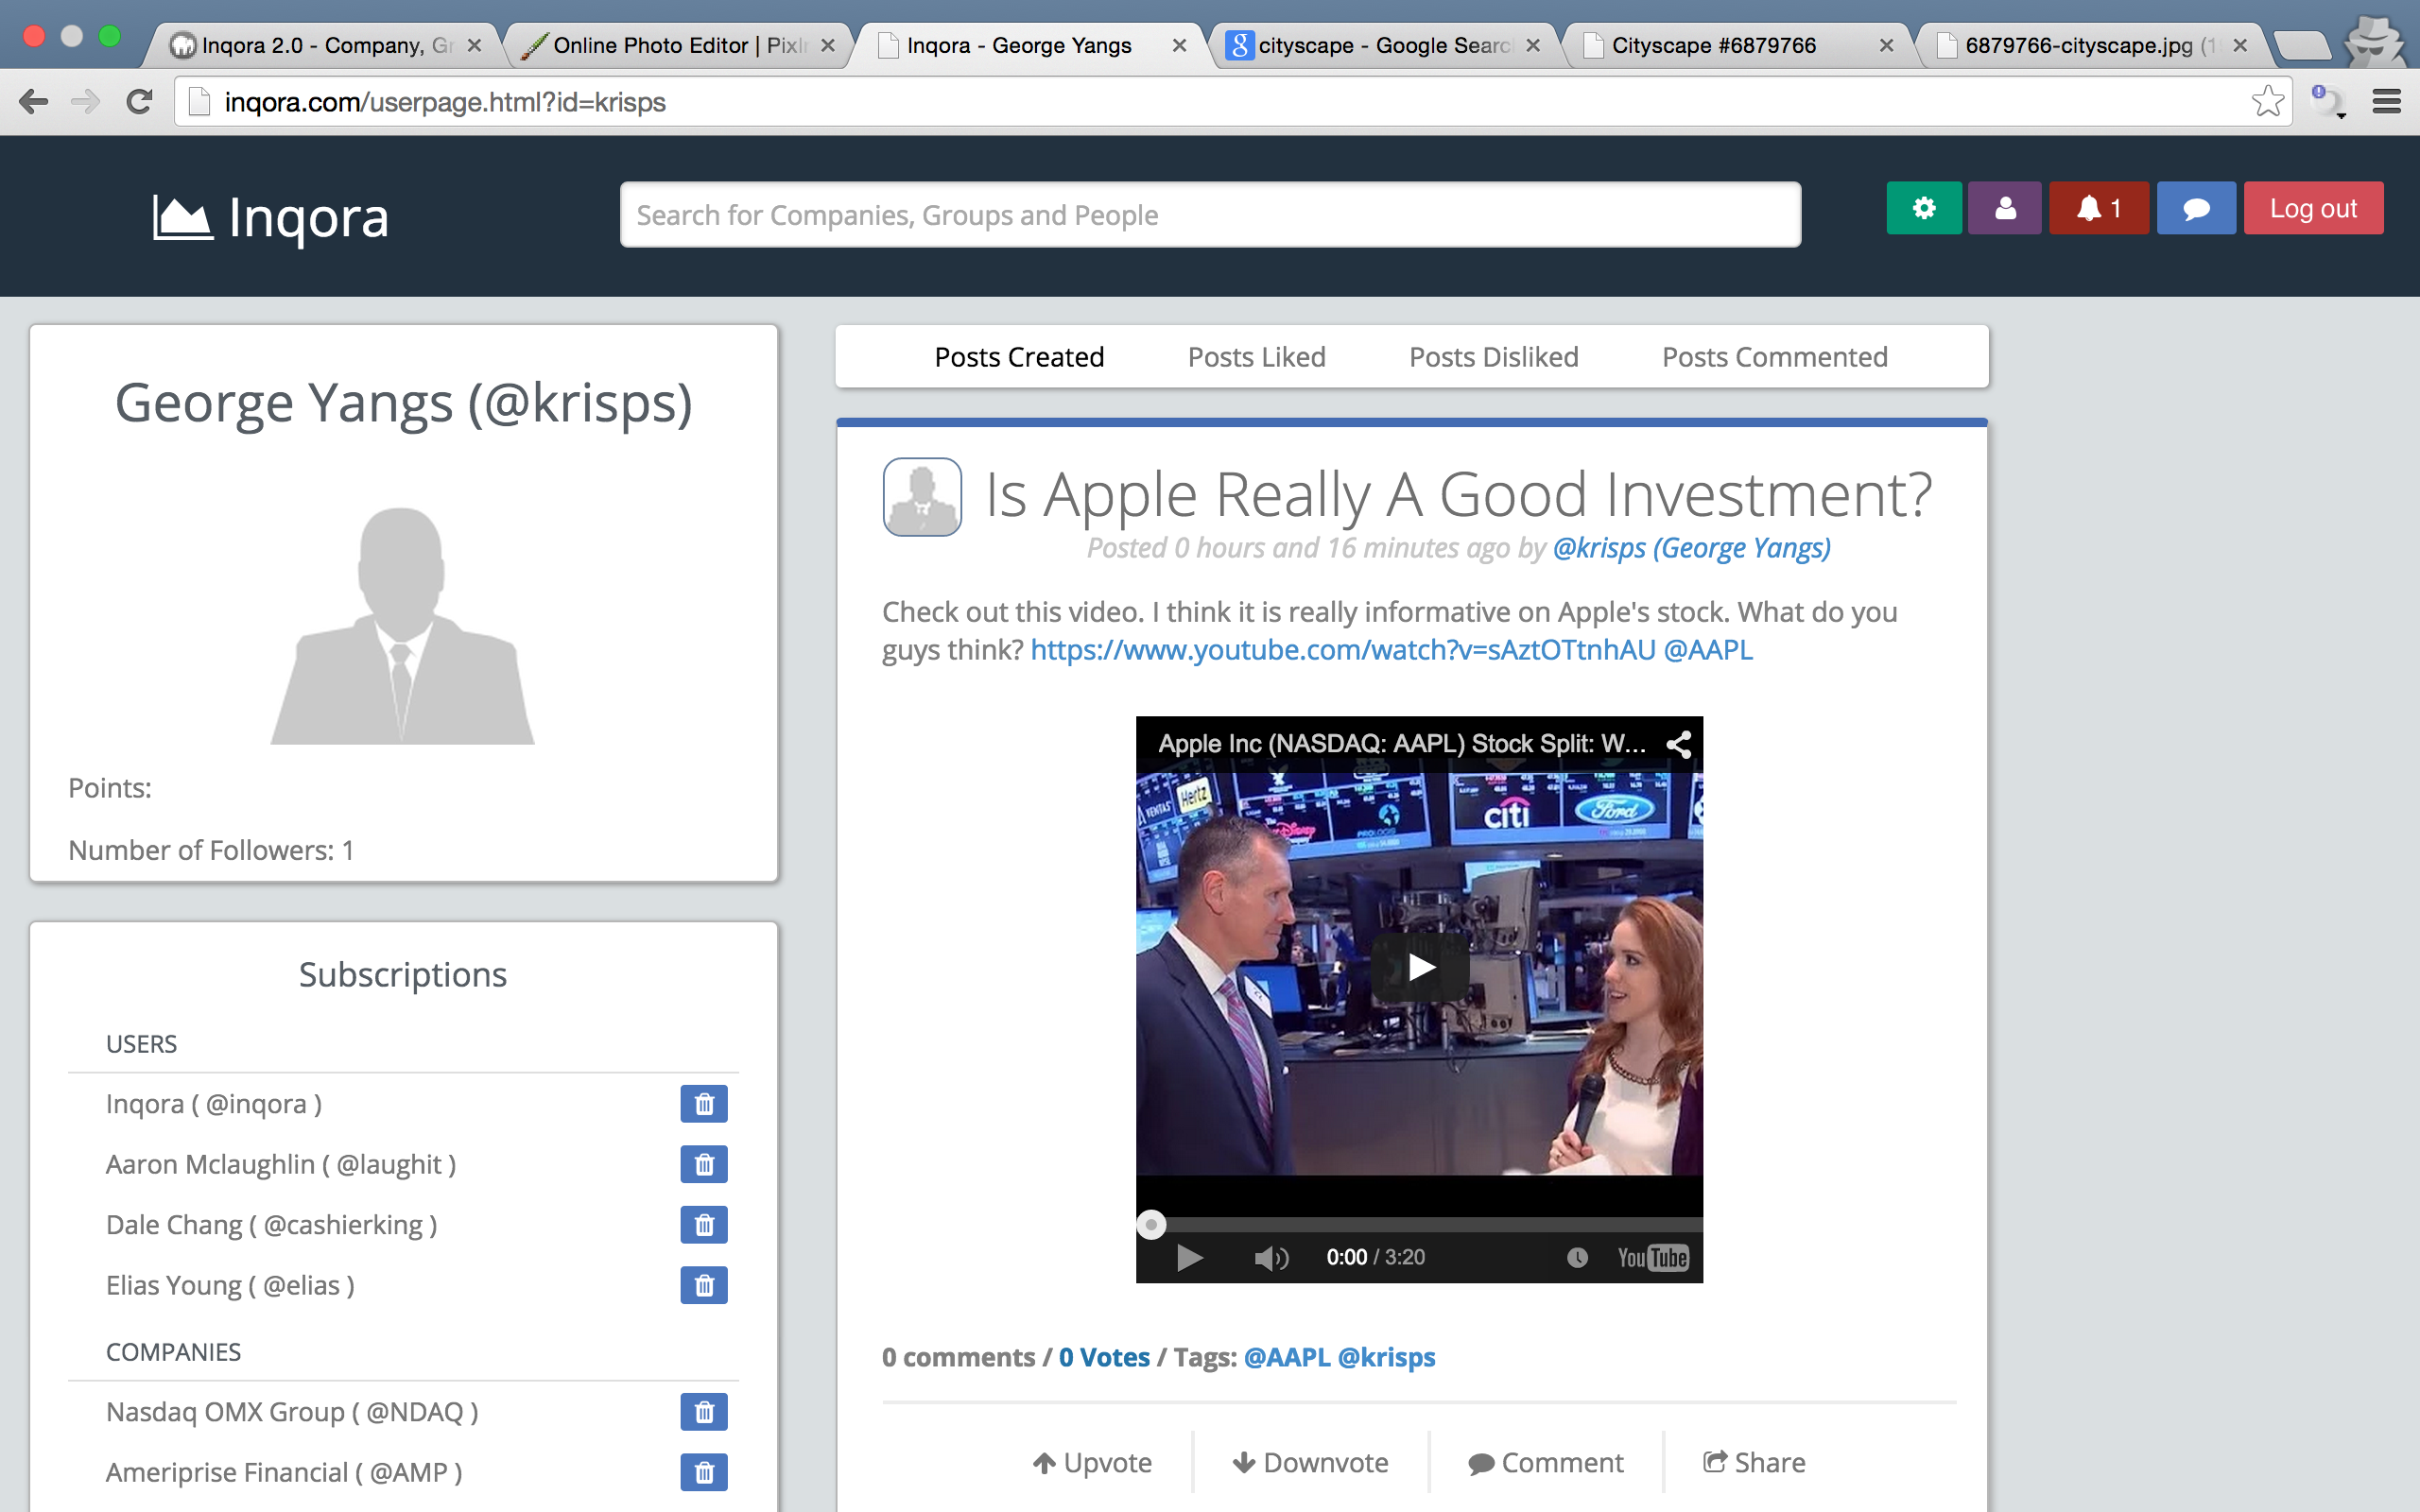 Inqora 2.0 - Company, Gr
Online Photo Editor | Pixlr
Inqora - George Yangs
cityscape - Google Searc
Cityscape #6879766
6879766-cityscape.jpg (1
inqora.com/userpage.html?id=krisps
Inqora
Search for Companies, Groups and People
1
Log out
George Yangs (@krisps)
Points:
Number of Followers: 1
Subscriptions
USERS
Inqora ( @inqora )
Aaron Mclaughlin ( @laughit )
Dale Chang ( @cashierking )
Elias Young ( @elias )
COMPANIES
Nasdaq OMX Group ( @NDAQ )
Ameriprise Financial ( @AMP )
Posts Created
Posts Liked
Posts Disliked
Posts Commented
Is Apple Really A Good Investment?
Posted 0 hours and 16 minutes ago by @krisps (George Yangs)
Check out this video. I think it is really informative on Apple's stock. What do you
guys think? https://www.youtube.com/watch?v=sAztOTtnhAU @AAPL
Apple Inc (NASDAQ: AAPL) Stock Split: W...
VENTAS
Hertz
Disney
PROLOGIS
citi
Ford
0:00 / 3:20
YouTube
0 comments / 0 Votes / Tags: @AAPL @krisps
Upvote
Downvote
Comment
Share